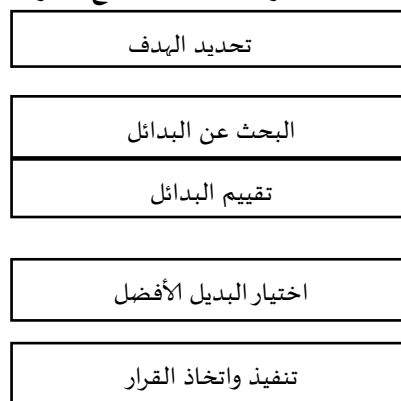 تحديد الهدف
البحث عن البدائل
تقييم البدائل
اختيار البديل الأفضل
تنفيذ واتخاذ القرار